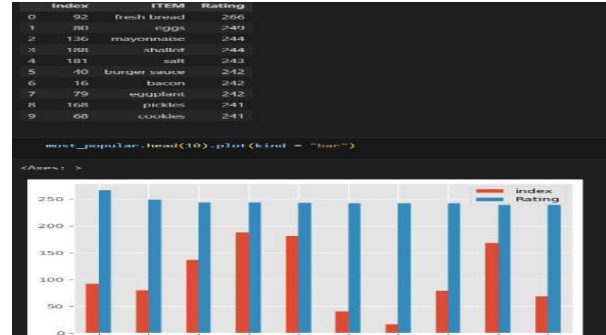 index ITEM Rating
0 92 fresh bread 266
1 80 eggs 249
2 136 mayonnaise 244
3 188 shallot 244
4 181 salt 243
5 40 burger sauce 242
6 16 bacon 242
7 79 eggplant 242
8 168 pickles 241
9 68 cookies 241
most_popular.head(10).plot(kind = "bar")
<Axes: >
index
Rating
250
200
150
100
50
0